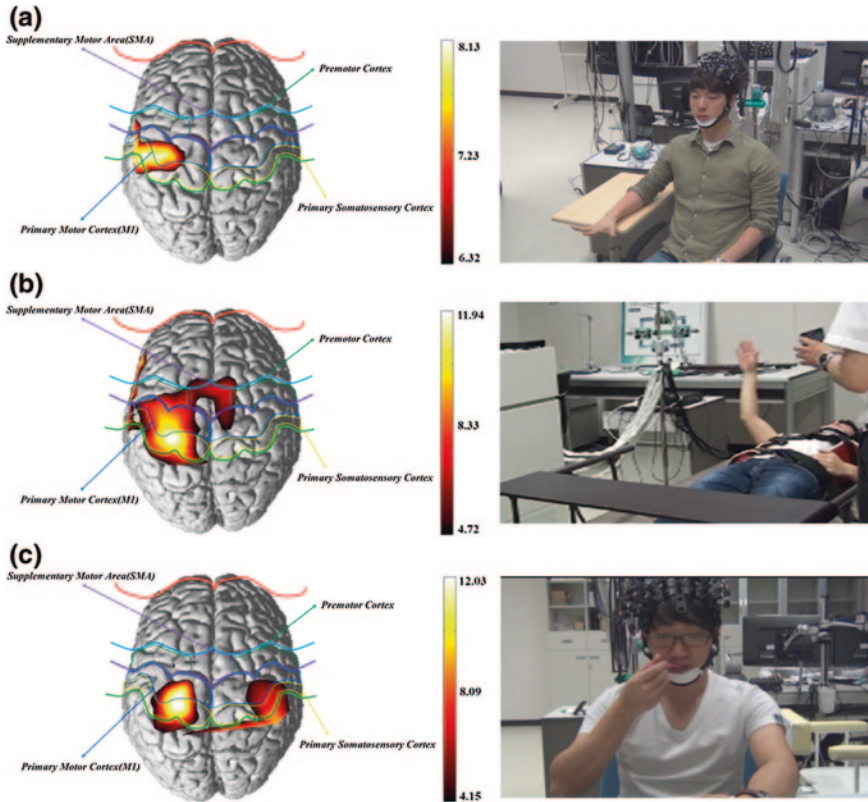 (a)
Supplementary Motor Area(SMA)
Premotor Cortex
Primary Somatosensory Cortex
Primary Motor Cortex(M1)
8.13
7.23
6.32
(b)
Supplementary Motor Area(SMA)
Premotor Cortex
Primary Somatosensory Cortex
Primary Motor Cortex(M1)
11.94
8.33
4.72
(c)
Supplementary Motor Area(SMA)
Premotor Cortex
Primary Somatosensory Cortex
Primary Motor Cortex(M1)
12.03
8.09
4.15